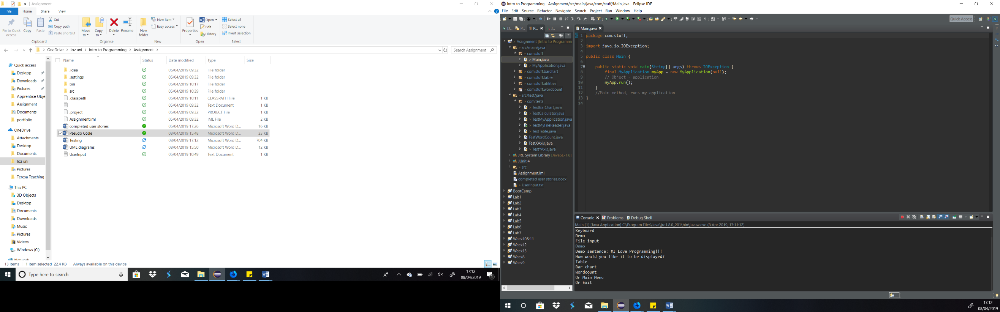 Assignment
File Home Share View
Pin to Quick access
Copy
Paste
Cut
Copy path
Paste shortcut
Clipboard
Move to
Copy to
Delete
Rename
Organise
New folder
New item
Easy access
New
Properties
Open
Edit
History
Open
Select all
Select none
Invert selection
Select
OneDrive > loz uni > Intro to Programming > Assignment >
Search Assignment
Quick access
Desktop
Downloads
Pictures
Apprentice Obje
Assignment
Documents
portfolio
OneDrive
Attachments
Desktop
Documents
loz uni
Pictures
Teresa Teaching
This PC
3D Objects
Desktop
Documents
Downloads
Music
Pictures
Videos
Windows (C:)
Network
Name Status Date modified Type Size
.idea 05/04/2019 09:32 File folder
.settings 05/04/2019 09:32 File folder
bin 05/04/2019 10:17 File folder
src 05/04/2019 10:39 File folder
.classpath 05/04/2019 10:11 CLASSPATH File 1 KB
05/04/2019 09:32 Text Document 1 KB
.project 05/04/2019 09:32 PROJECT File 1 KB
Assignment.iml 05/04/2019 09:32 IML File 2 KB
completed user stories 05/04/2019 17:26 Microsoft Word D... 16 KB
Pseudo Code 08/04/2019 15:48 Microsoft Word D... 23 KB
Testing 08/04/2019 17:12 Microsoft Word D... 704 KB
UML diagrams 08/04/2019 15:50 Microsoft Word D... 12 KB
UserInput 05/04/2019 10:49 Text Document 1 KB
13 items 1 item selected 22.4 KB Always available on this device
Type here to search
17:12
08/04/2019
1
Intro to Programming - Assignment/src/main/java/com/stuff/Main.java - Eclipse IDE
File Edit Source Refactor Navigate Search Project Run Window Help
Quick Access
D... P... P... J...
> Assignment [Intro to Programmi
> src/main/java
> com.stuff
> Main.java
> MyApplication.java
> com.stuff.barchart
> com.stuff.table
> com.stuff.utilities
> com.stuff.wordcount
> src/test/java
> com.tests
> TestBarChart.java
> TestCalculator.java
> TestMyApplication.java
> TestMyFileReader.java
> TestTable.java
TestWordCount.java
TestXAxis.java
> TestYAxis.java
JRE System Library [JavaSE-1.8]
JUnit 4
> src
Assignment.iml
completed user stories.docx
> UserInput.txt
BootCamp
Lab1
Lab2
Lab3
Lab4
Lab5
Lab6
Lab7
Week10&11
Week12
Week13
Week8
Week9
Main.java
1 package com.stuff;
2
3 import java.io.IOException;
4
5 public class Main {
6
7 public static void main(String[] args) throws IOException {
8 final MyApplication myApp = new MyApplication(null);
9 // Object - application
10 myApp.run();
11 }
12 //Main method, runs my application
13 }
14
Console Problems Debug Shell
Main (1) [Java Application] C:\Program Files\Java\jre1.8.0_201\bin\javaw.exe (8 Apr 2019, 17:11:12)
Keyboard
Demo
File input
Demo
Demo sentence: #I Love Programming!!!
How would you like it to be displayed?
Table
Bar chart
Wordcount
Or Main Menu
Or Exit
17:12
08/04/2019